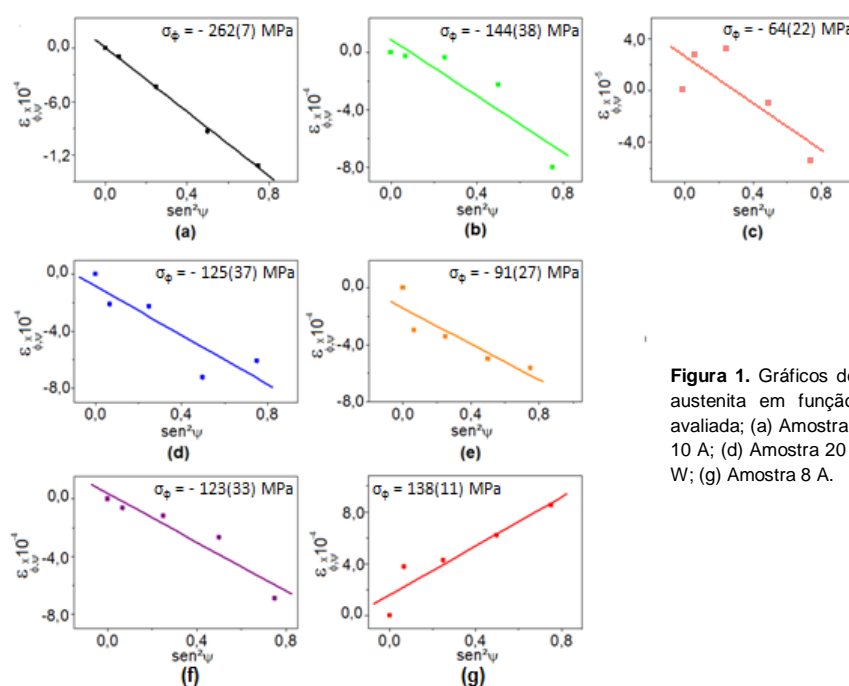 σϕ = - 262(7) MPa
0,0
-6,0
-1,2
εϕ,ψ x10⁻⁴
0,0 0,4 0,8
sen²ψ
(a)
σϕ = - 144(38) MPa
0,0
-4,0
-8,0
εϕ,ψ x10⁻⁴
0,0 0,4 0,8
sen²ψ
(b)
σϕ = - 64(22) MPa
4,0
0,0
-4,0
εϕ,ψ x10⁻⁵
0,0 0,4 0,8
sen²ψ
(c)
σϕ = - 125(37) MPa
0,0
-4,0
-8,0
εϕ,ψ x10⁻⁴
0,0 0,4 0,8
sen²ψ
(d)
σϕ = - 91(27) MPa
0,0
-4,0
-8,0
εϕ,ψ x10⁻⁴
0,0 0,4 0,8
sen²ψ
(e)
Figura 1. Gráficos de
austenita em função
avaliada; (a) Amostra
10 A; (d) Amostra 20
W; (g) Amostra 8 A.
σϕ = - 123(33) MPa
0,0
-4,0
-8,0
εϕ,ψ x10⁻⁴
0,0 0,4 0,8
sen²ψ
(f)
σϕ = 138(11) MPa
8,0
4,0
0,0
εϕ,ψ x10⁻⁴
0,0 0,4 0,8
sen²ψ
(g)